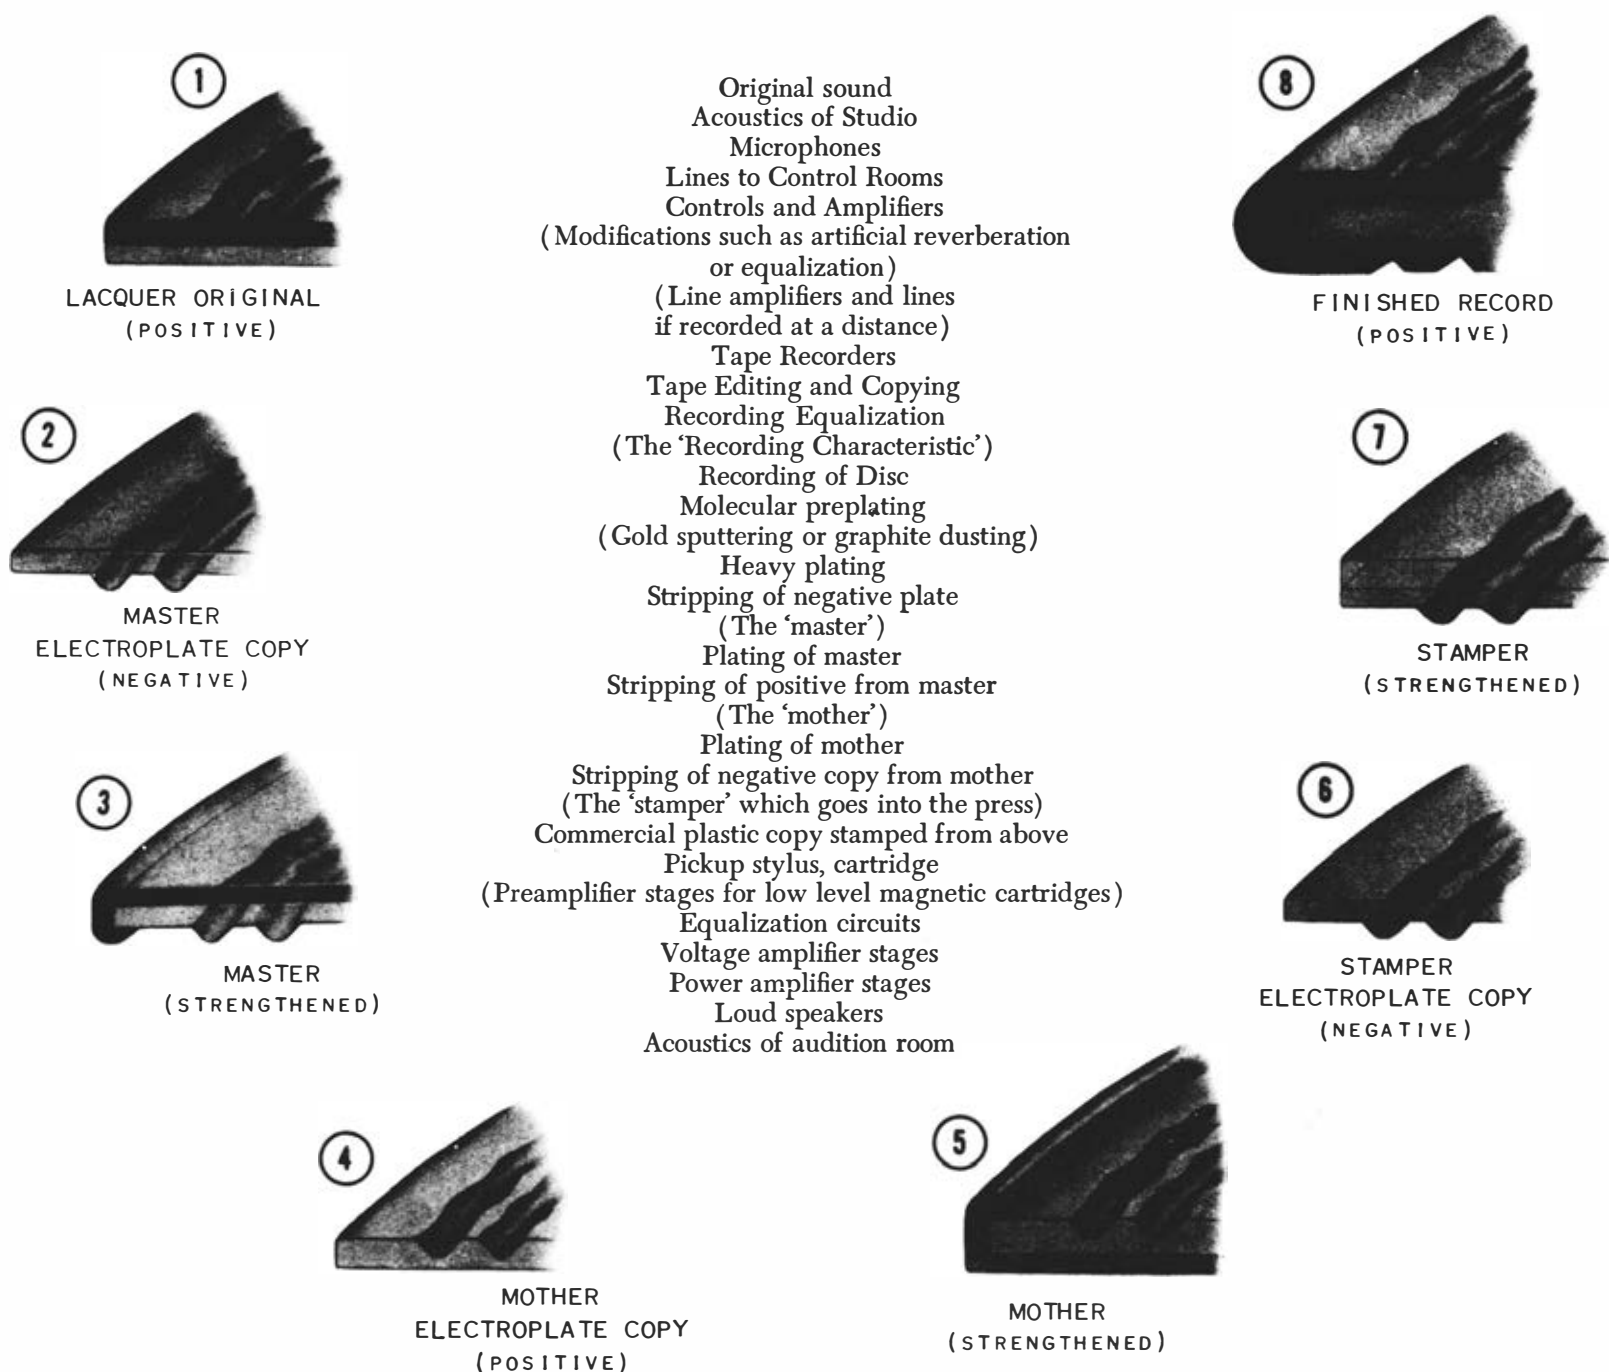 1
LACQUER ORIGINAL
(POSITIVE)
2
MASTER
ELECTROPLATE COPY
(NEGATIVE)
3
MASTER
(STRENGTHENED)
4
MOTHER
ELECTROPLATE COPY
(POSITIVE)
Original sound
Acoustics of Studio
Microphones
Lines to Control Rooms
Controls and Amplifiers
(Modifications such as artificial reverberation
or equalization)
(Line amplifiers and lines
if recorded at a distance)
Tape Recorders
Tape Editing and Copying
Recording Equalization
(The ‘Recording Characteristic’)
Recording of Disc
Molecular preplating
(Gold sputtering or graphite dusting)
Heavy plating
Stripping of negative plate
(The ‘master’)
Plating of master
Stripping of positive from master
(The ‘mother’)
Plating of mother
Stripping of negative copy from mother
(The ‘stamper’ which goes into the press)
Commercial plastic copy stamped from above
Pickup stylus, cartridge
(Preamplifier stages for low level magnetic cartridges)
Equalization circuits
Voltage amplifier stages
Power amplifier stages
Loud speakers
Acoustics of audition room
5
MOTHER
(STRENGTHENED)
6
STAMPER
ELECTROPLATE COPY
(NEGATIVE)
7
STAMPER
(STRENGTHENED)
8
FINISHED RECORD
(POSITIVE)